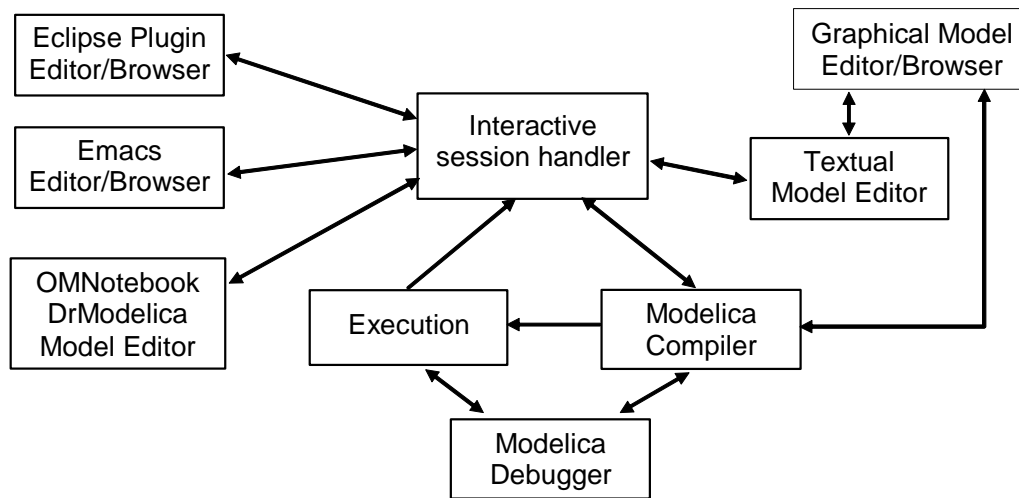 Eclipse Plugin
Editor/Browser
Graphical Model
Editor/Browser
Interactive
session handler
Emacs
Editor/Browser
Textual
Model Editor
OMNotebook
DrModelica
Model Editor
Execution
Modelica
Compiler
Modelica
Debugger